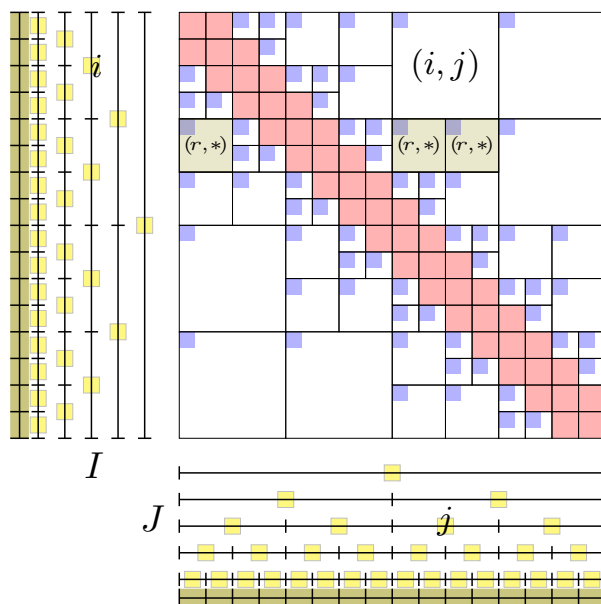 i
(i, j)
(r, *) (r, *) (r, *)
I
J
j